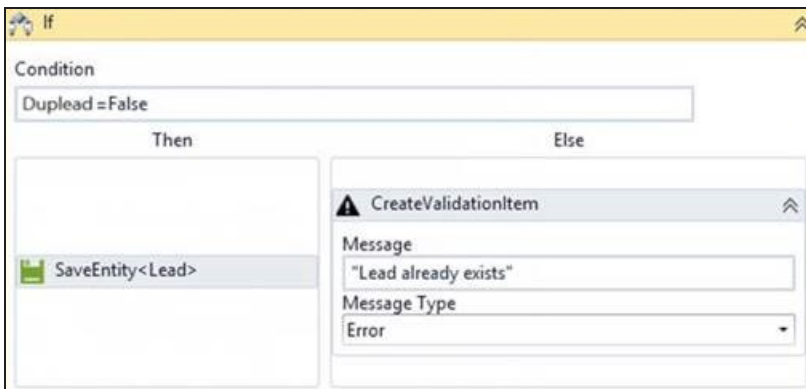 If
Condition
Duplead =False
Then
Else
CreateValidationItem
Message
"Lead already exists"
SaveEntity<Lead>
Message Type
Error